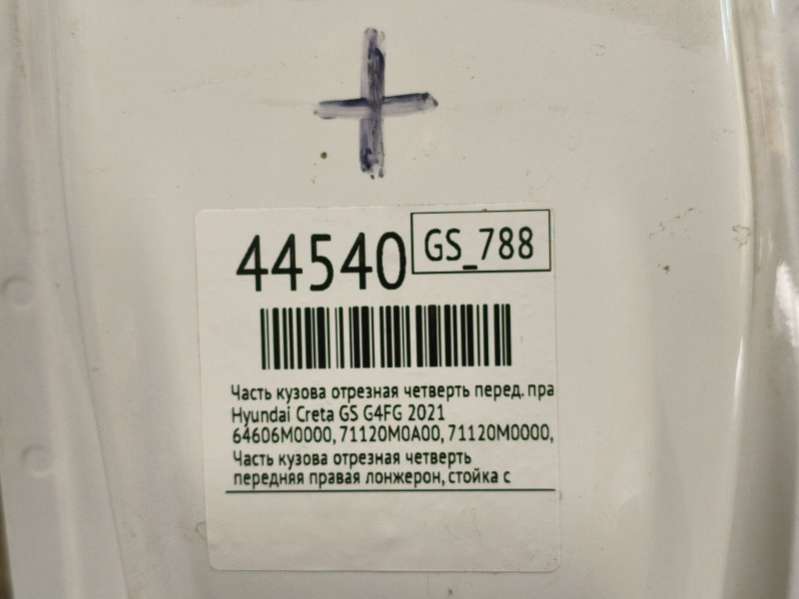 44540
GS_788
Часть кузова отрезная четверть перед. пра
Hyundai Creta GS G4FG 2021
64606M0000, 71120M0A00, 71120M0000,
Часть кузова отрезная четверть
передняя правая лонжерон, стойка с